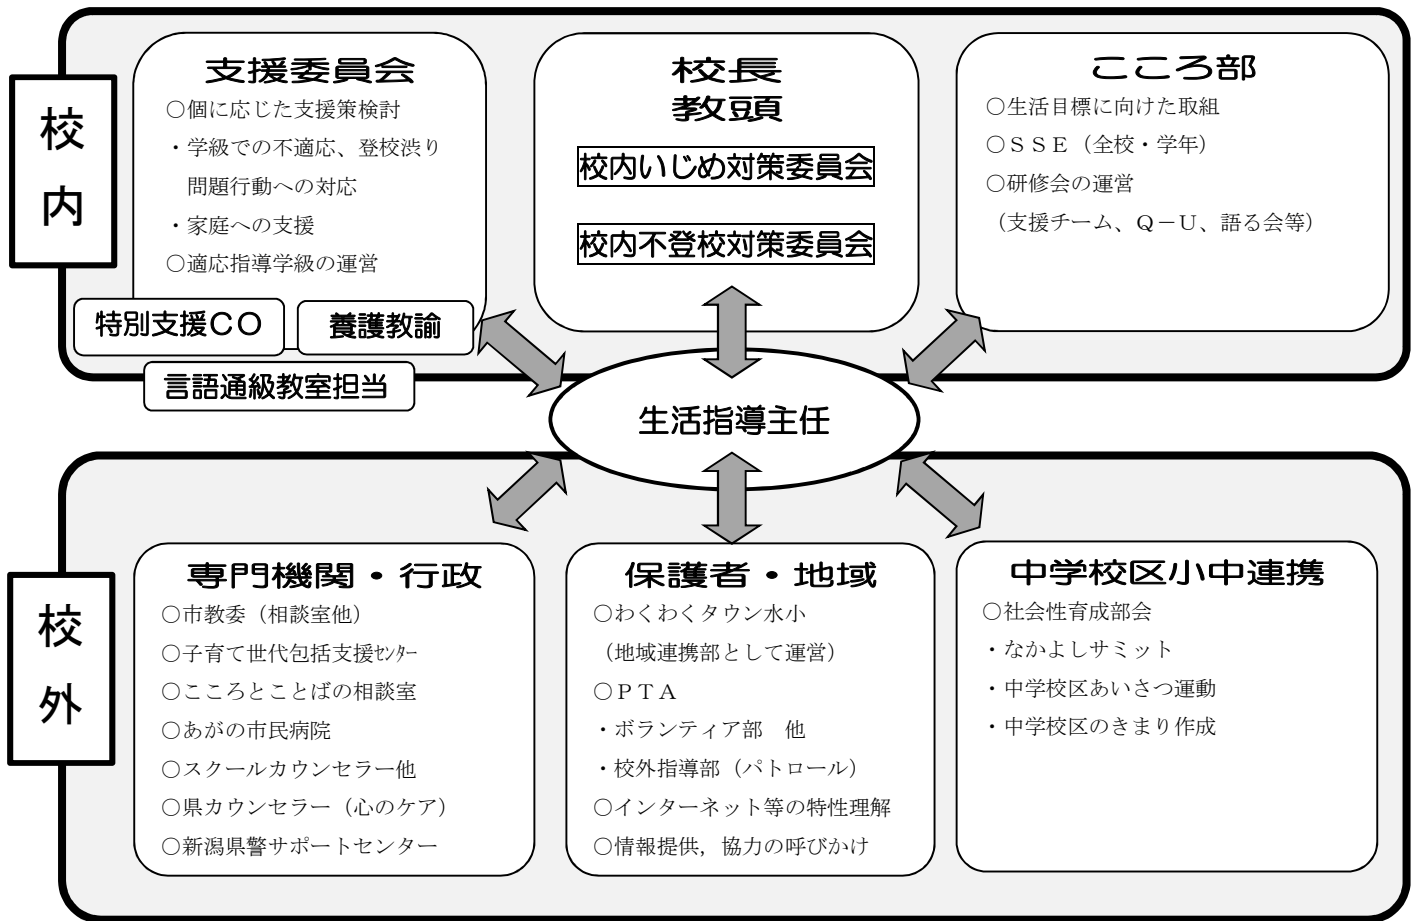 校内
支援委員会
○個に応じた支援策検討
・学級での不適応、登校渋り
問題行動への対応
・家庭への支援
○適応指導学級の運営
特別支援ＣＯ
養護教諭
言語通級教室担当
校長
教頭
校内いじめ対策委員会
校内不登校対策委員会
こころ部
○生活目標に向けた取組
○ＳＳＥ（全校・学年）
○研修会の運営
（支援チーム、Ｑ－Ｕ、語る会等）
生活指導主任
校外
専門機関・行政
○市教委（相談室他）
○子育て世代包括支援ｾﾝﾀｰ
○こころとことばの相談室
○あがの市民病院
○スクールカウンセラー他
○県カウンセラー（心のケア）
○新潟県警サポートセンター
保護者・地域
○わくわくタウン水小
（地域連携部として運営）
○ＰＴＡ
・ボランティア部　他
・校外指導部（パトロール）
○インターネット等の特性理解
○情報提供，協力の呼びかけ
中学校区小中連携
○社会性育成部会
・なかよしサミット
・中学校区あいさつ運動
・中学校区のきまり作成